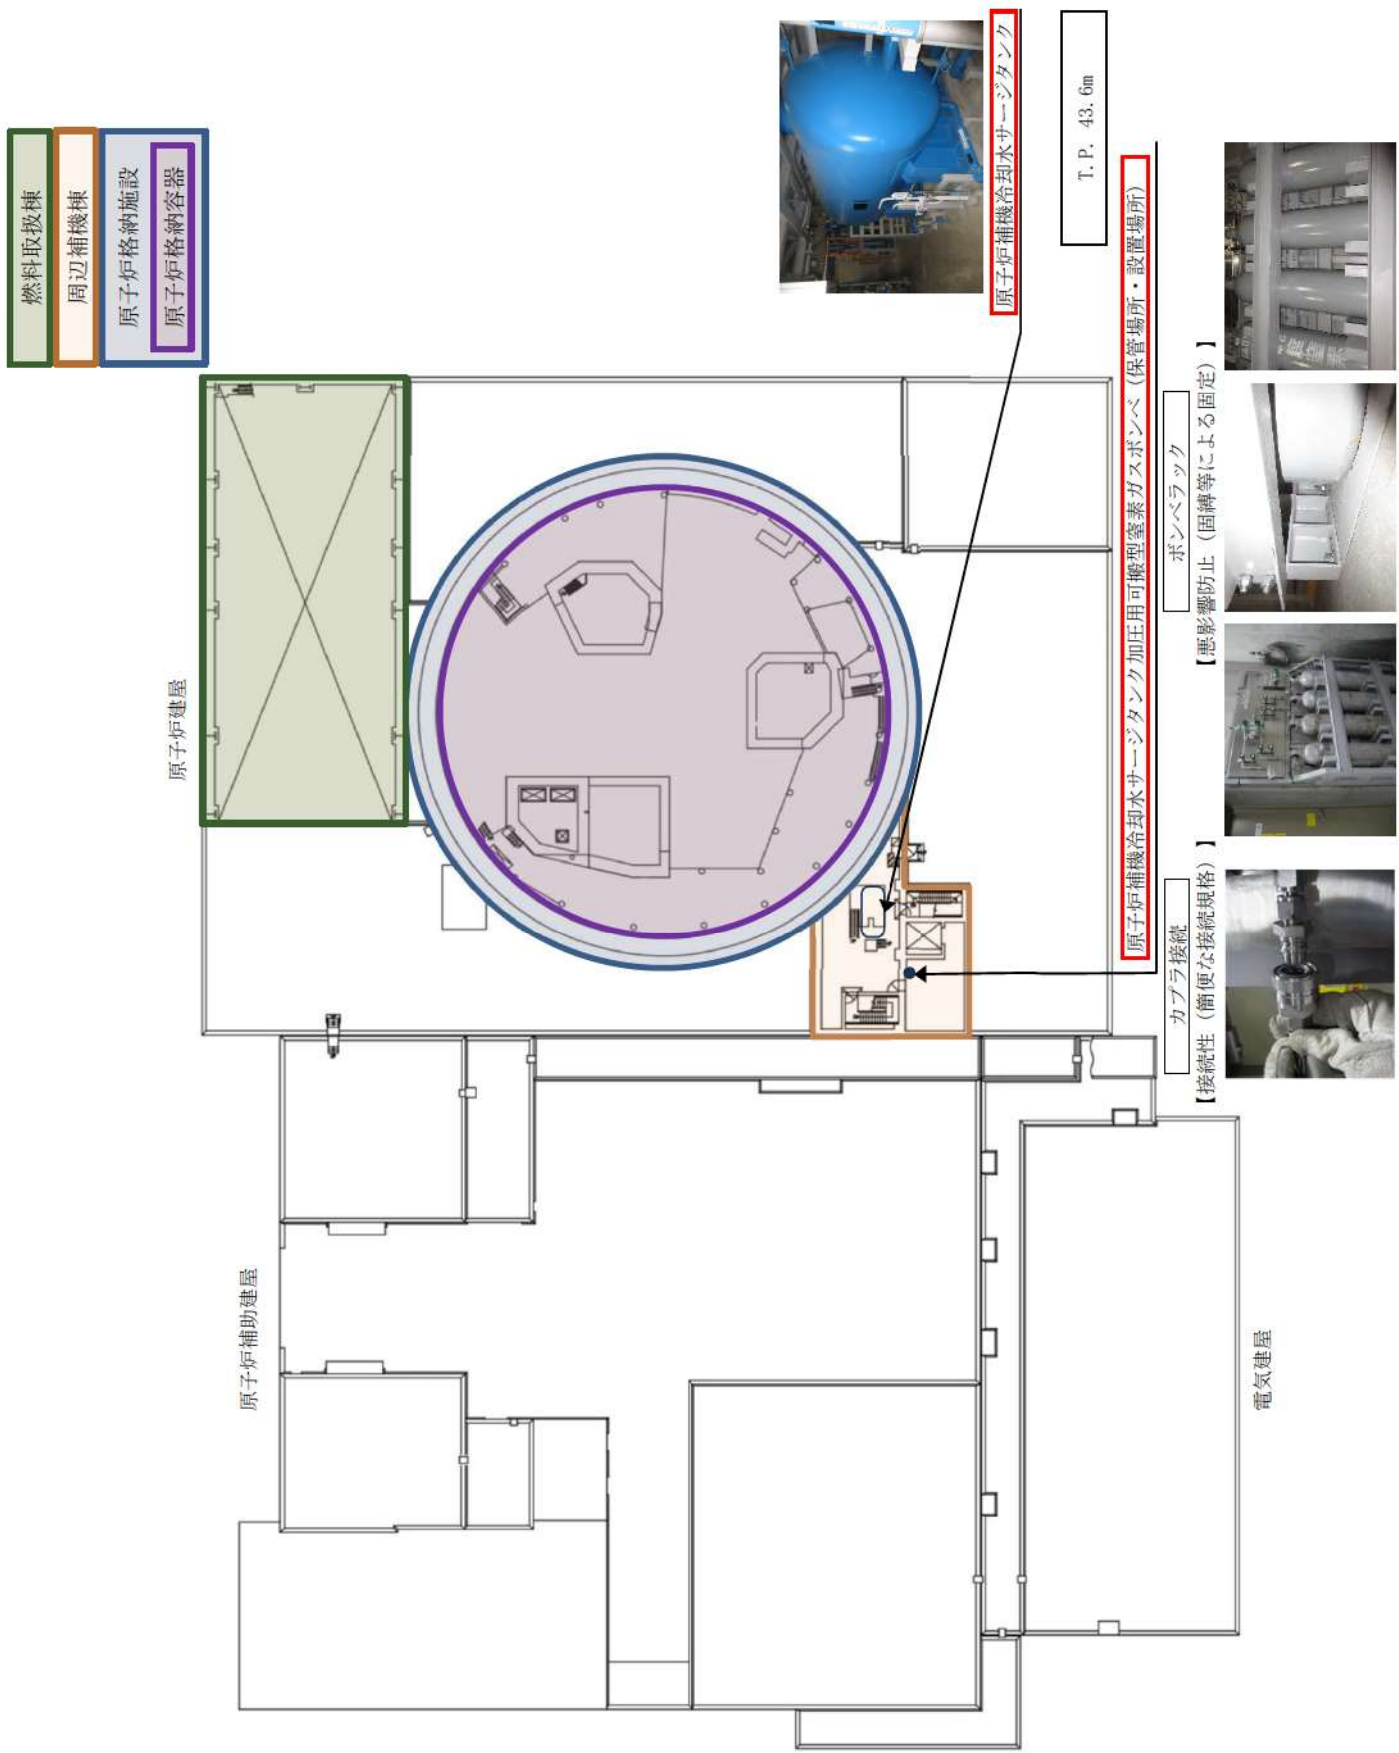 燃料取扱棟
周辺補機棟
原子炉格納施設
原子炉格納容器
原子炉建屋
原子炉補助建屋
電気建屋
原子炉補機冷却水サージタンク
T.P. 43.6m
原子炉補機冷却水サージタンク加圧用可搬型窒素ガスボンベ（保管場所・設置場所）
カプラ接続
【接続性（簡便な接続規格）】
ボンベラック
【悪影響防止（固縛等による固定）】